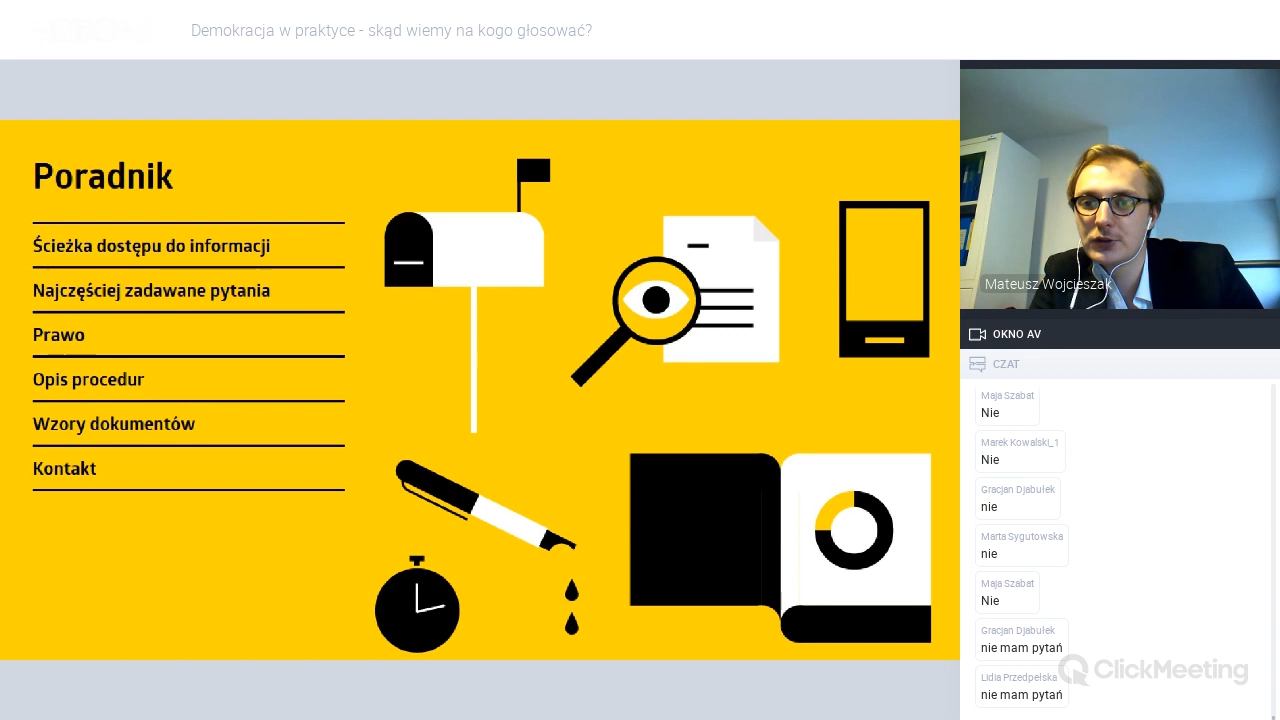 Demokracja w praktyce - skąd wiemy na kogo głosować?
Poradnik
Ścieżka dostępu do informacji
Najczęściej zadawane pytania
Prawo
Opis procedur
Wzory dokumentów
Kontakt
Mateusz Wojcieszak
OKNO AV
CZAT
Maja Szabat
Nie
Marek Kowalski_1
Nie
Gracjan Djabułek
nie
Marta Sygutowska
nie
Maja Szabat
Nie
Gracjan Djabułek
nie mam pytań
Lidia Przedpełska
nie mam pytań
ClickMeeting